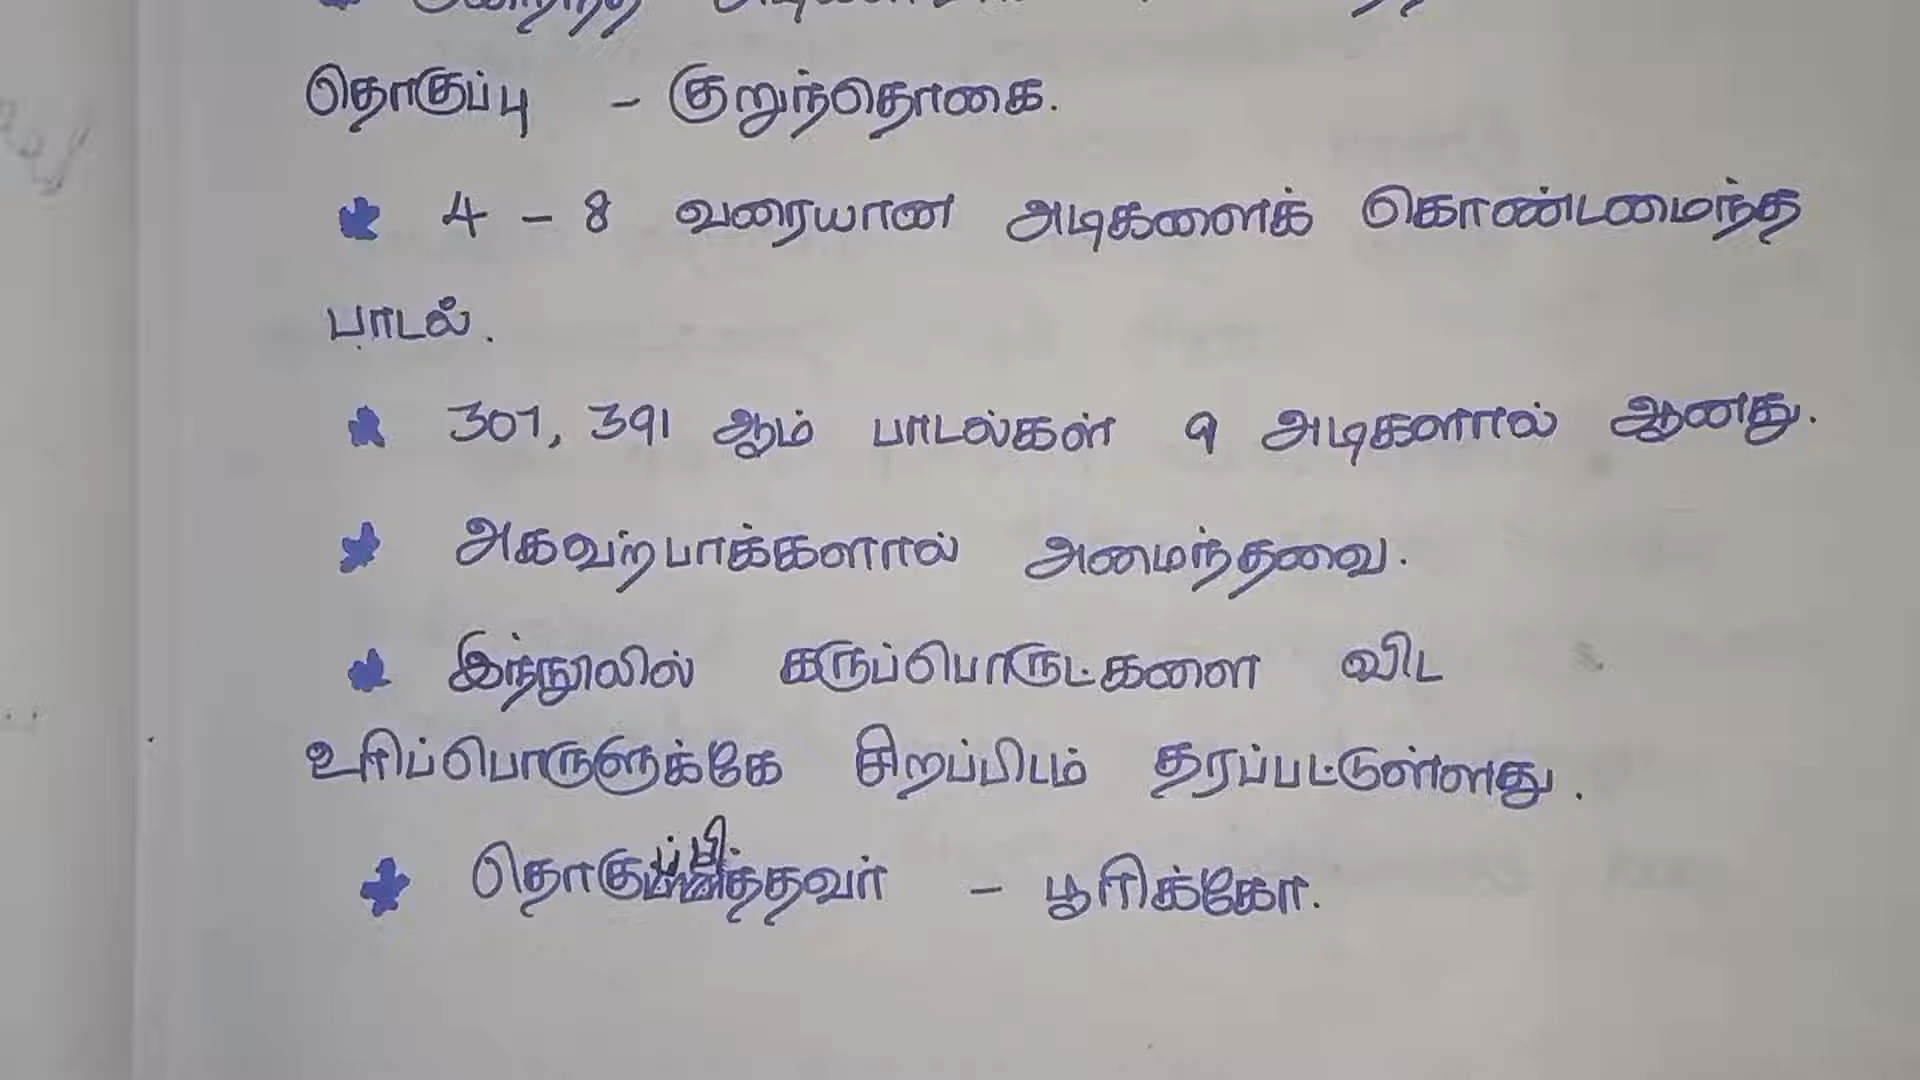 தொகுப்பு - குறுந்தொகை.
4 - 8 வரையான அடிகளைக் கொண்டமைந்த
பாடல்.
307, 391 ஆம் பாடல்கள் 9 அடிகளால் ஆனது.
அகவற்பாக்களால் அமைந்தவை.
இந்நூலில் கருப்பொருட்களை விட
உரிப்பொருளுக்கே சிறப்பிடம் தரப்பட்டுள்ளது.
தொகுப்பித்தவர் - பூரிக்கோ.